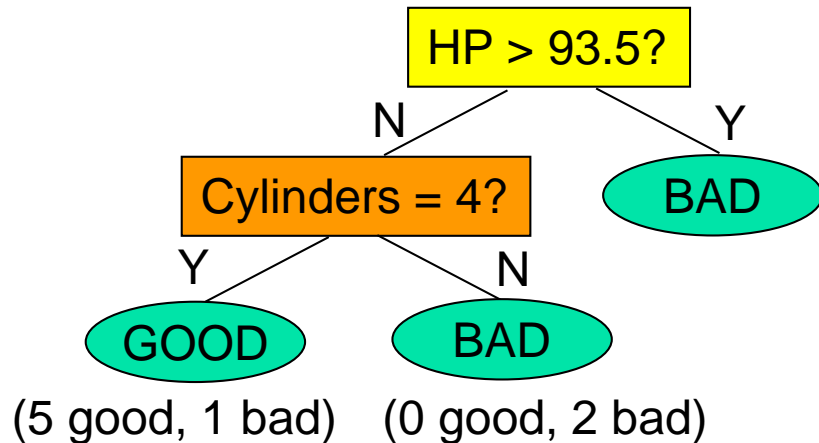 HP > 93.5?
N
Y
Cylinders = 4?
BAD
Y
N
GOOD
BAD
(5 good, 1 bad)
(0 good, 2 bad)